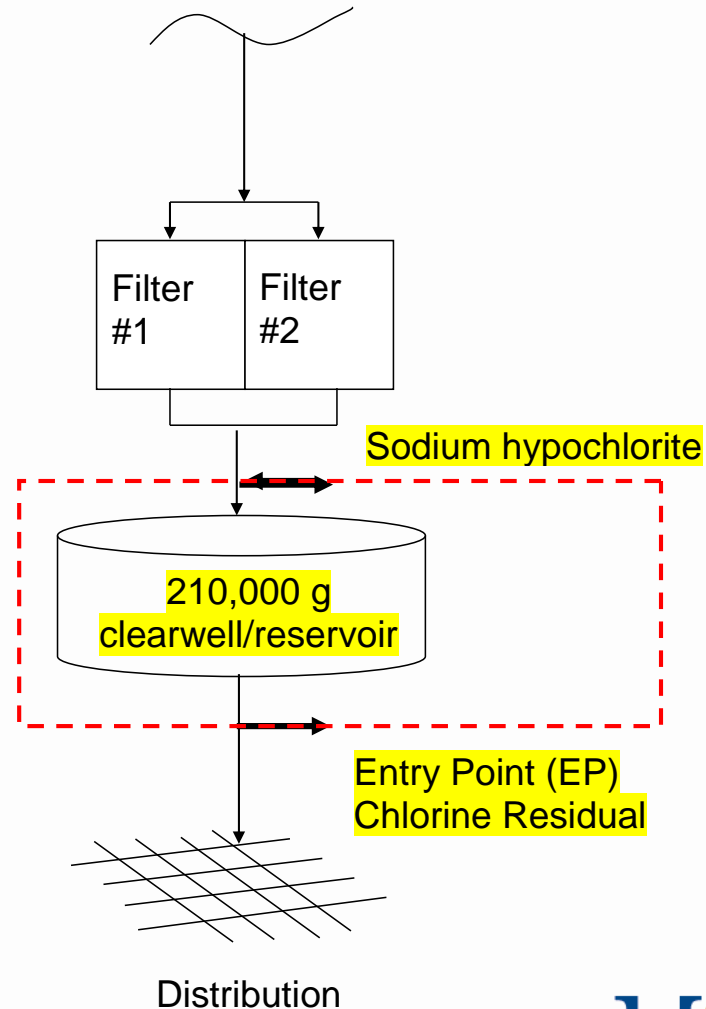 Filter
#1
Filter
#2
Sodium hypochlorite
210,000 g
clearwell/reservoir
Entry Point (EP)
Chlorine Residual
Distribution